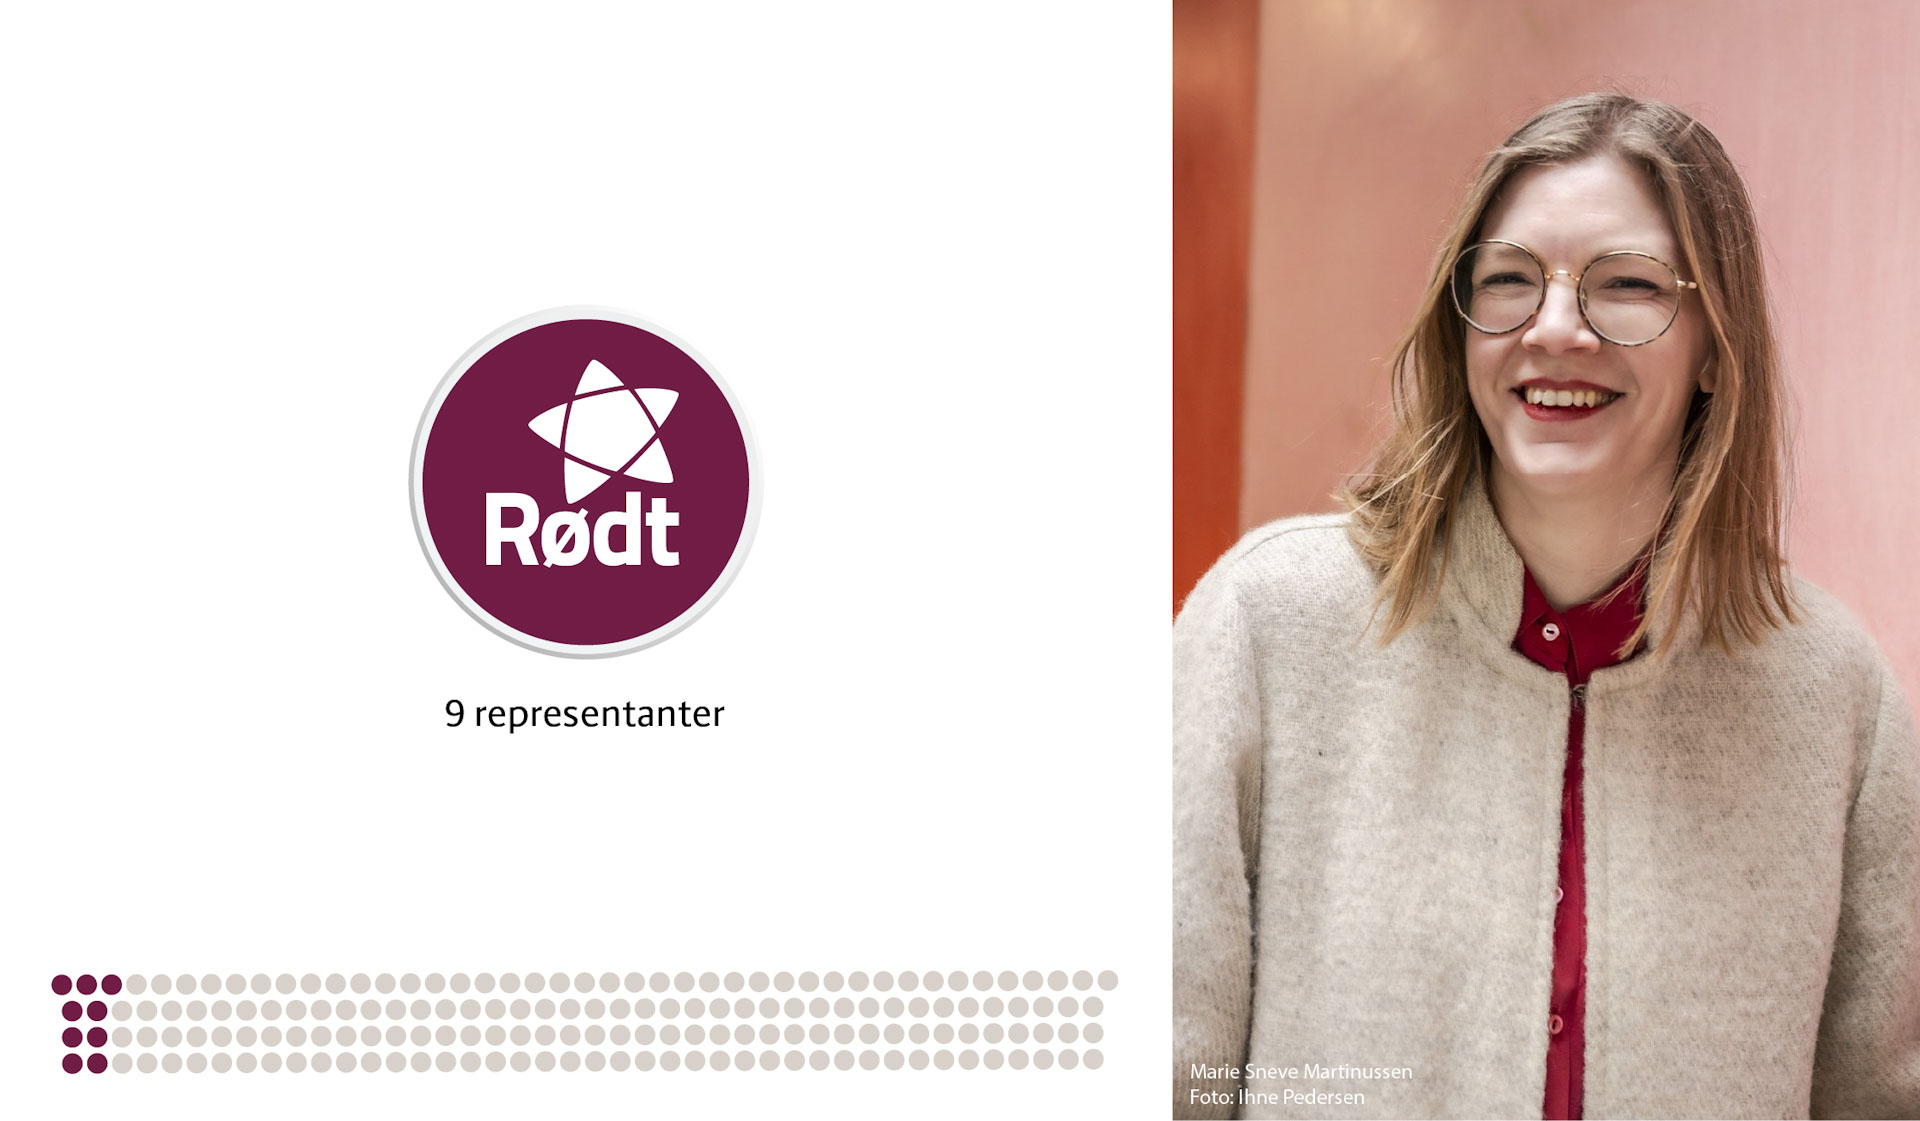 Rødt
9 representanter
Marie Sneve Martinussen
Foto: Ihne Pedersen